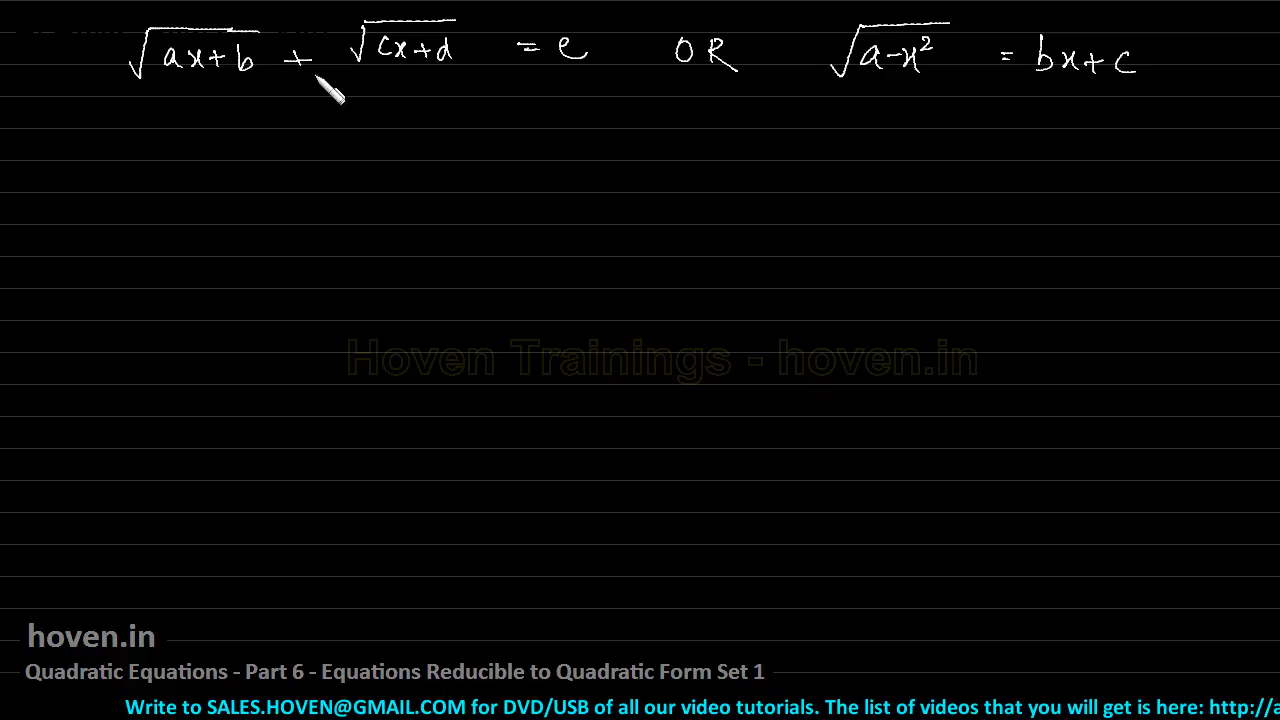 √(ax+b) + √(cx+d) = e OR √(a-x²) = bx+c
Hoven Trainings - hoven.in
hoven.in
Quadratic Equations - Part 6 - Equations Reducible to Quadratic Form Set 1
Write to SALES.HOVEN@GMAIL.COM for DVD/USB of all our video tutorials. The list of videos that you will get is here: http://a